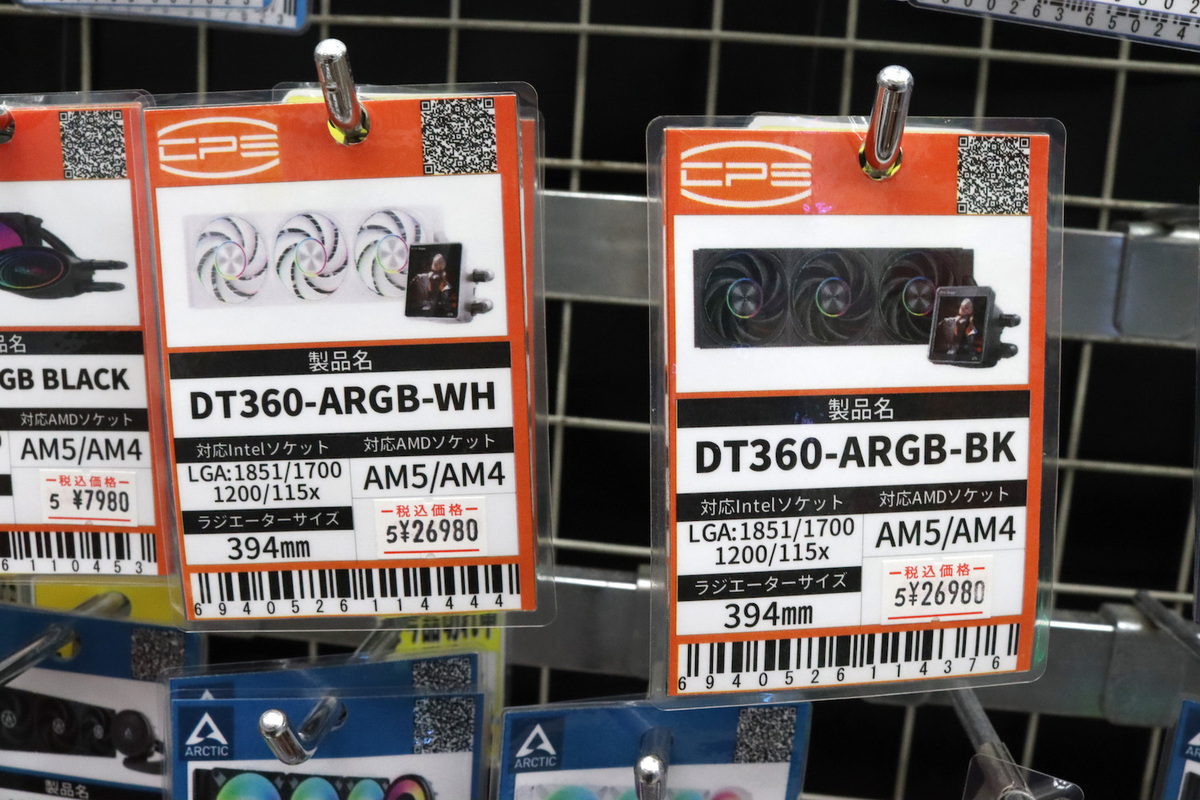 品名
GB BLACK
対応AMDソケット
AM5/AM4
税込価格
5 ¥7980
6110453
CPS
製品名
DT360-ARGB-WH
対応Intelソケット
対応AMDソケット
LGA:1851/1700
1200/115x
AM5/AM4
ラジエーターサイズ
394mm
税込価格
5¥26980
6940526114444
CPS
製品名
DT360-ARGB-BK
対応Intelソケット
対応AMDソケット
LGA:1851/1700
1200/115x
AM5/AM4
ラジエーターサイズ
394mm
税込価格
5¥26980
6940526114376
ARCTIC
ARCTIC
製品名